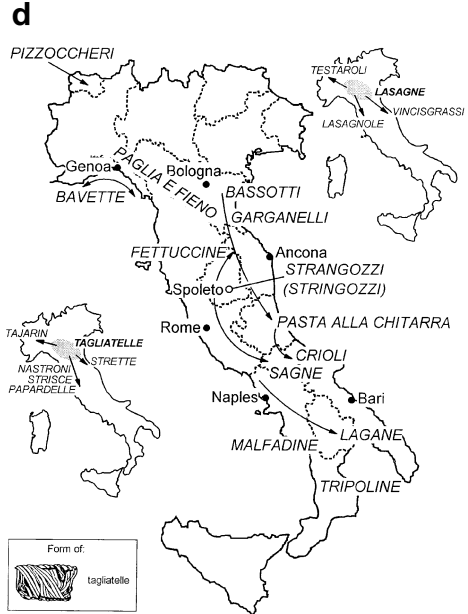 d
PIZZOCCHERI
TESTAROLI
LASAGNE
VINCISGRASSI
LASAGNOLE
Genoa
PAGLIA E FIENO
Bologna
BAVETTE
BASSOTTI
GARGANELLI
FETTUCCINE
Ancona
STRANGOZZI
(STRINGOZZI)
Spoleto
PASTA ALLA CHITARRA
Rome
CRIOLI
SAGNE
TAJARIN
TAGLIATELLE
STRETTE
NASTRONI
STRISCE
PAPARDELLE
Naples
Bari
LAGANE
MALFADINE
TRIPOLINE
Form of:
tagliatelle